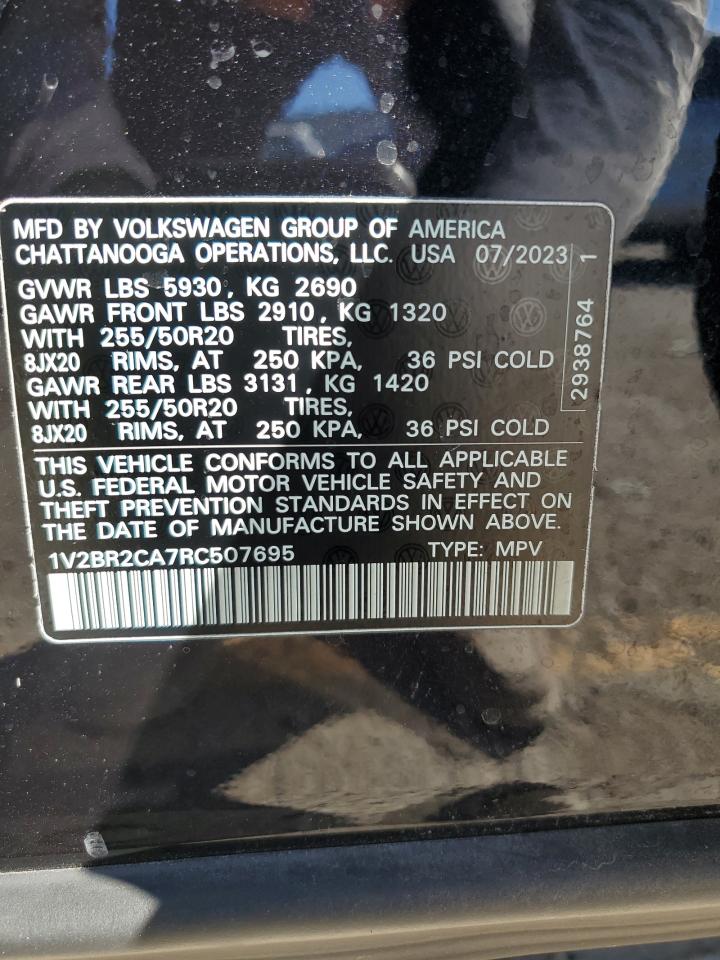 MFD BY VOLKSWAGEN GROUP OF AMERICA
CHATTANOOGA OPERATIONS, LLC. USA 07/2023
GVWR LBS 5930, KG 2690
GAWR FRONT LBS 2910, KG 1320
WITH 255/50R20 TIRES,
8JX20 RIMS, AT 250 KPA, 36 PSI COLD
GAWR REAR LBS 3131, KG 1420
WITH 255/50R20 TIRES,
8JX20 RIMS, AT 250 KPA, 36 PSI COLD
2938764 1
THIS VEHICLE CONFORMS TO ALL APPLICABLE
U.S. FEDERAL MOTOR VEHICLE SAFETY AND
THEFT PREVENTION STANDARDS IN EFFECT ON
THE DATE OF MANUFACTURE SHOWN ABOVE.
1V2BR2CA7RC507695 TYPE: MPV